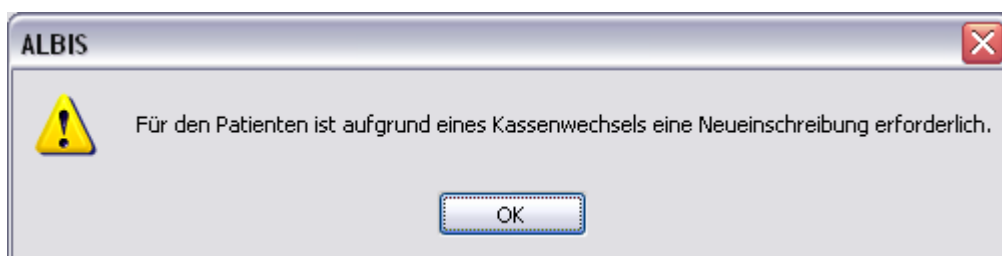 ALBIS
Für den Patienten ist aufgrund eines Kassenwechsels eine Neueinschreibung erforderlich.
OK